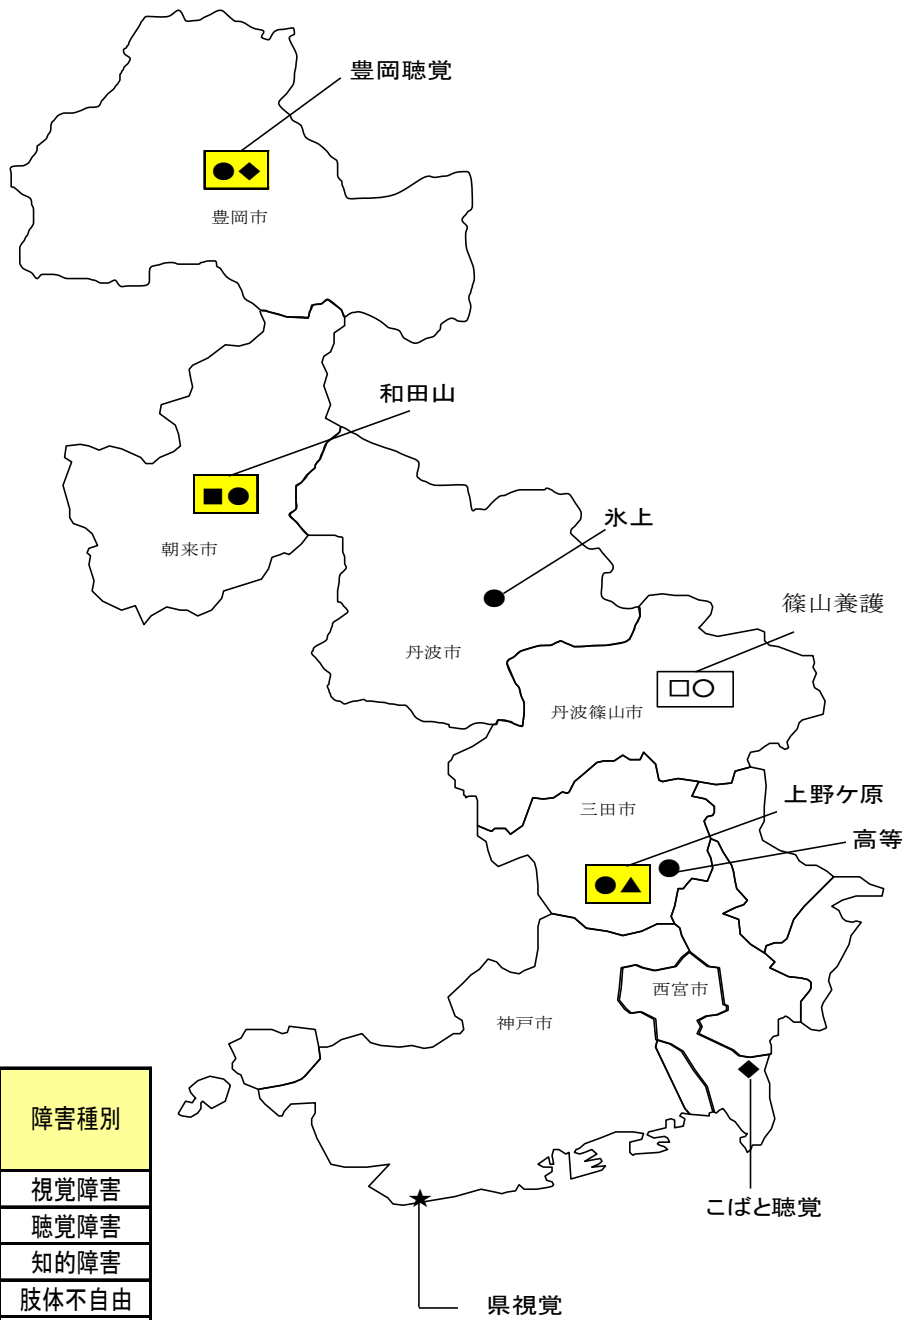 豊岡聴覚
豊岡市
和田山
朝来市
氷上
丹波市
篠山養護
丹波篠山市
上野ケ原
三田市
高等
西宮市
神戸市
障害種別
視覚障害
聴覚障害
知的障害
肢体不自由
こばと聴覚
県視覚